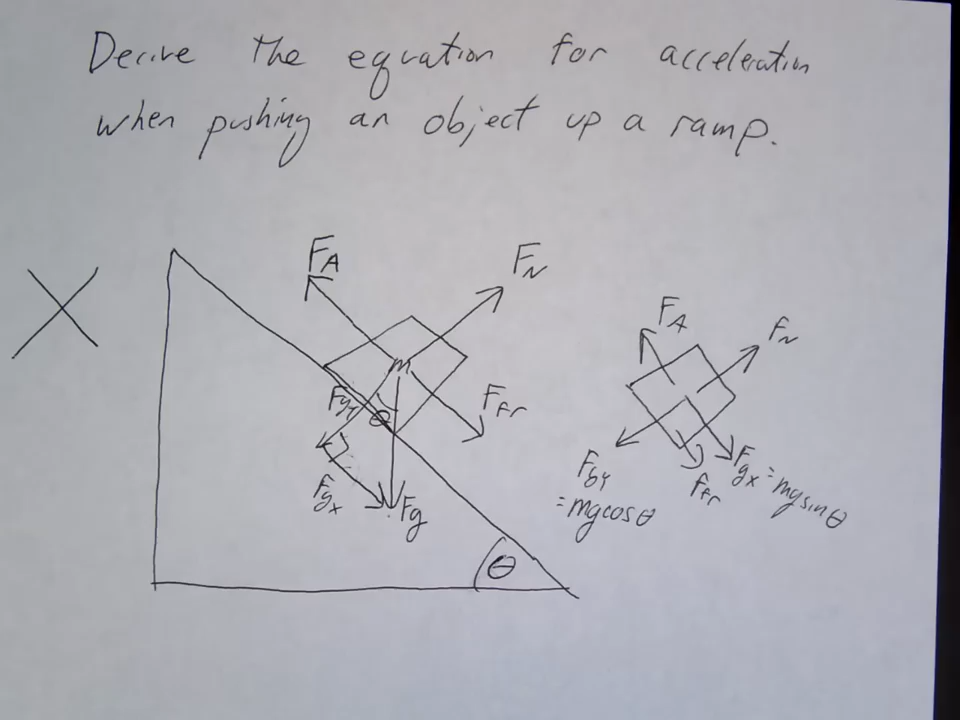 Derive the equation for acceleration
when pushing an object up a ramp.
FA
FN
m
Ffr
Fgy
θ
Fgx
Fg
θ
FA
FN
Fgy
=mgcosθ
Ffr
Fgx=mgsinθ